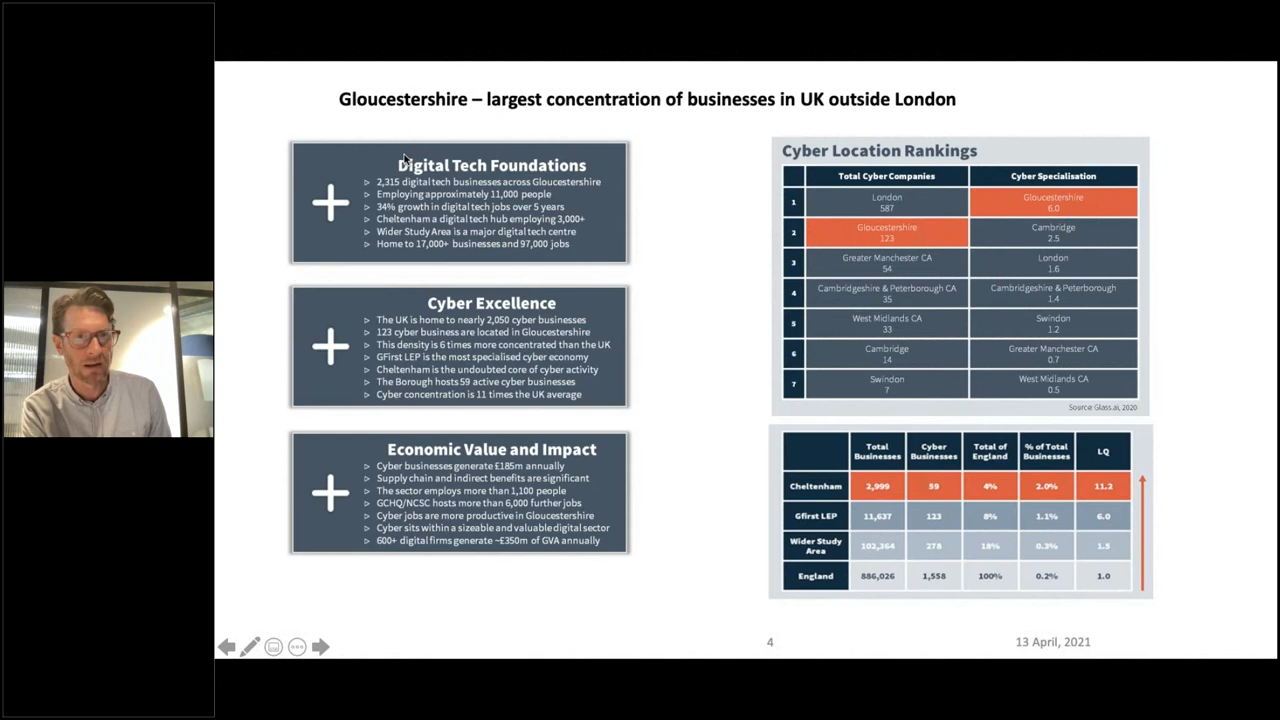 Gloucestershire – largest concentration of businesses in UK outside London
Digital Tech Foundations
2,315 digital tech businesses across Gloucestershire
Employing approximately 11,000 people
34% growth in digital tech jobs over 5 years
Cheltenham a digital tech hub employing 3,000+
Wider Study Area is a major digital tech centre
Home to 17,000+ businesses and 97,000 jobs
Cyber Excellence
The UK is home to nearly 2,050 cyber businesses
123 cyber business are located in Gloucestershire
This density is 6 times more concentrated than the UK
GFirst LEP is the most specialised cyber economy
Cheltenham is the undoubted core of cyber activity
The Borough hosts 59 active cyber businesses
Cyber concentration is 11 times the UK average
Economic Value and Impact
Cyber businesses generate £185m annually
Supply chain and indirect benefits are significant
The sector employs more than 1,100 people
GCHQ/NCSC hosts more than 6,000 further jobs
Cyber jobs are more productive in Gloucestershire
Cyber sits within a sizeable and valuable digital sector
600+ digital firms generate ~£350m of GVA annually
Cyber Location Rankings
Total Cyber Companies Cyber Specialisation
1 London 587 Gloucestershire 6.0
2 Gloucestershire 123 Cambridge 2.5
3 Greater Manchester CA 54 London 1.6
4 Cambridgeshire & Peterborough CA 35 Cambridgeshire & Peterborough 1.4
5 West Midlands CA 33 Swindon 1.2
6 Cambridge 14 Greater Manchester CA 0.7
7 Swindon 7 West Midlands CA 0.5
Source: Glass.ai, 2020
Total Businesses Cyber Businesses Total of England % of Total Businesses LQ
Cheltenham 2,999 59 4% 2.0% 11.2
Gfirst LEP 11,637 123 8% 1.1% 6.0
Wider Study Area 102,364 278 18% 0.3% 1.5
England 886,026 1,558 100% 0.2% 1.0
4
13 April, 2021